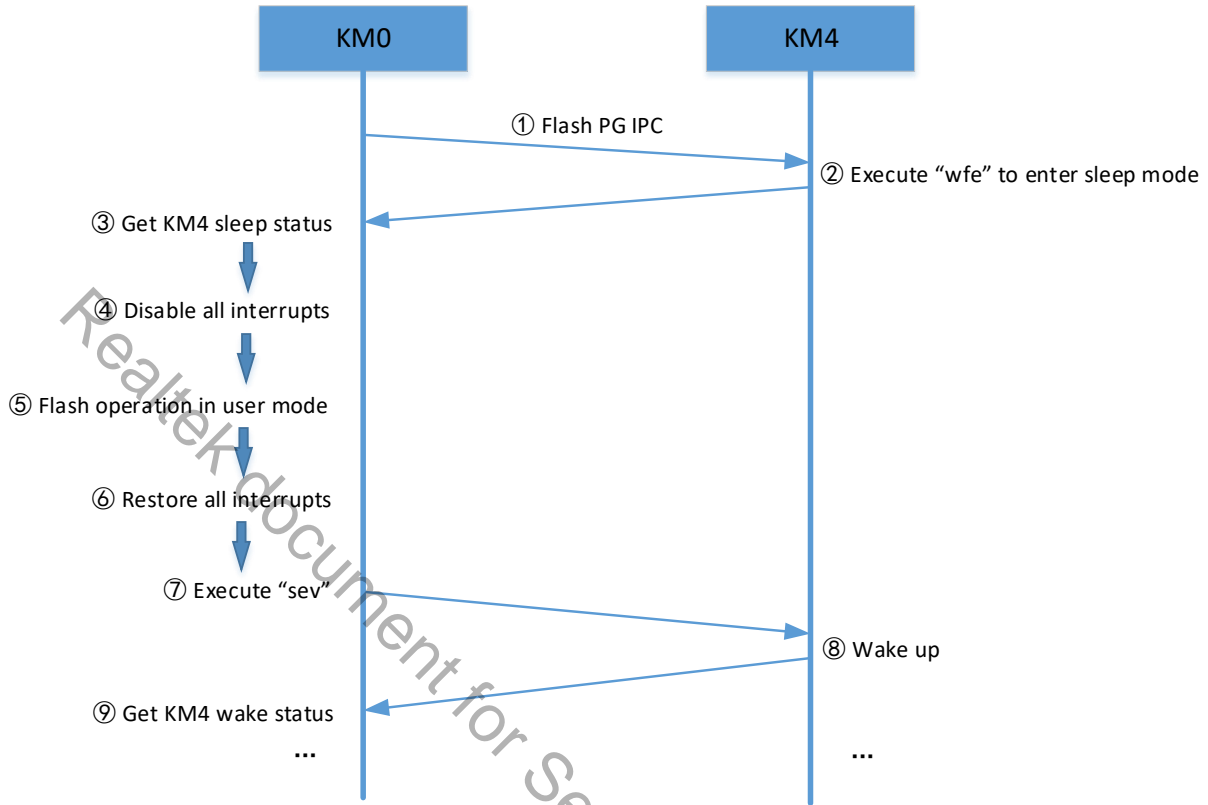 KM0
KM4
① Flash PG IPC
② Execute “wfe” to enter sleep mode
③ Get KM4 sleep status
④ Disable all interrupts
⑤ Flash operation in user mode
⑥ Restore all interrupts
⑦ Execute “sev”
⑧ Wake up
⑨ Get KM4 wake status
...
...
Realtek document for Se